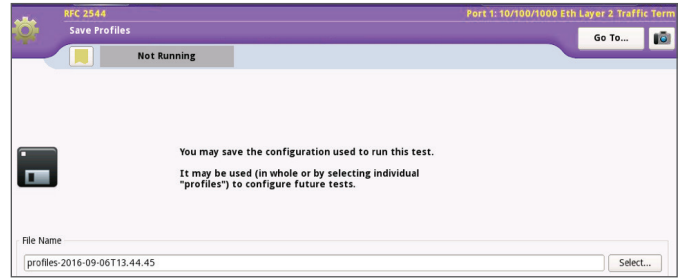 RFC 2544
Port 1: 10/100/1000 Eth Layer 2 Traffic Term
Save Profiles
Go To...
Not Running
You may save the configuration used to run this test.
It may be used (in whole or by selecting individual
"profiles") to configure future tests.
File Name
profiles-2016-09-06T13.44.45
Select...